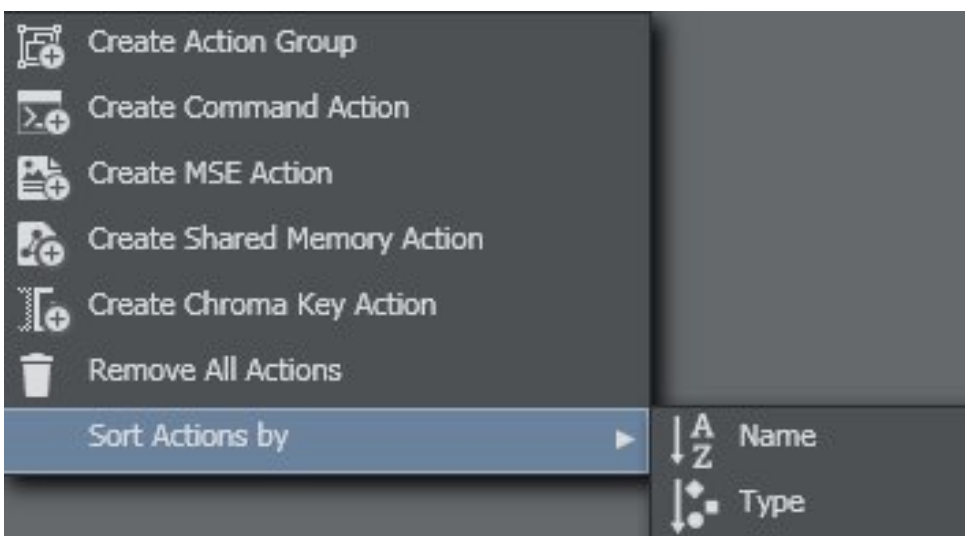 Create Action Group
Create Command Action
Create MSE Action
Create Shared Memory Action
Create Chroma Key Action
Remove All Actions
Sort Actions by
Name
Type